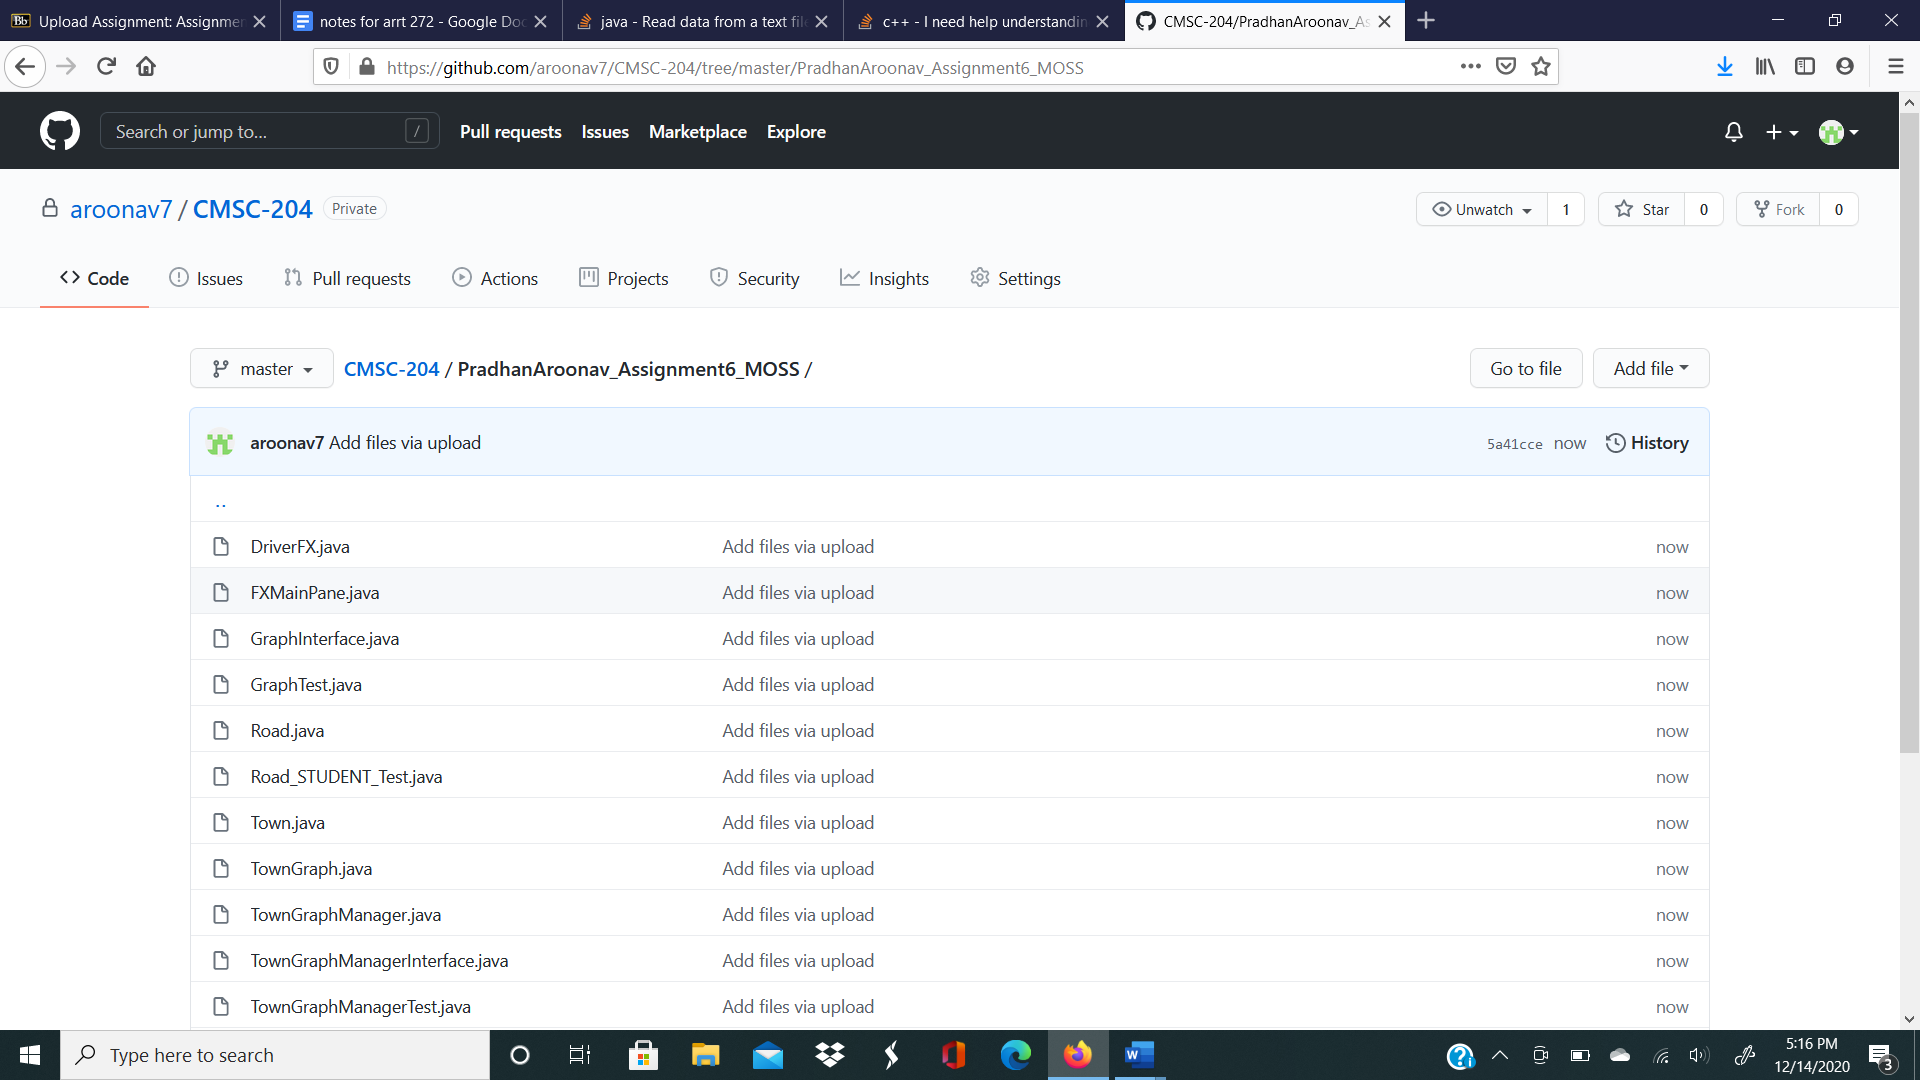 Bb Upload Assignment: Assignmen
notes for arrt 272 - Google Doc
java - Read data from a text file
c++ - I need help understandin
CMSC-204/PradhanAroonav_As
https://github.com/aroonav7/CMSC-204/tree/master/PradhanAroonav_Assignment6_MOSS
Search or jump to... /
Pull requests Issues Marketplace Explore
aroonav7 / CMSC-204 Private
Unwatch 1 Star 0 Fork 0
Code Issues Pull requests Actions Projects Security Insights Settings
master CMSC-204 / PradhanAroonav_Assignment6_MOSS / Go to file Add file
aroonav7 Add files via upload 5a41cce now History
..
DriverFX.java Add files via upload now
FXMainPane.java Add files via upload now
GraphInterface.java Add files via upload now
GraphTest.java Add files via upload now
Road.java Add files via upload now
Road_STUDENT_Test.java Add files via upload now
Town.java Add files via upload now
TownGraph.java Add files via upload now
TownGraphManager.java Add files via upload now
TownGraphManagerInterface.java Add files via upload now
TownGraphManagerTest.java Add files via upload now
Type here to search
5:16 PM
12/14/2020
3